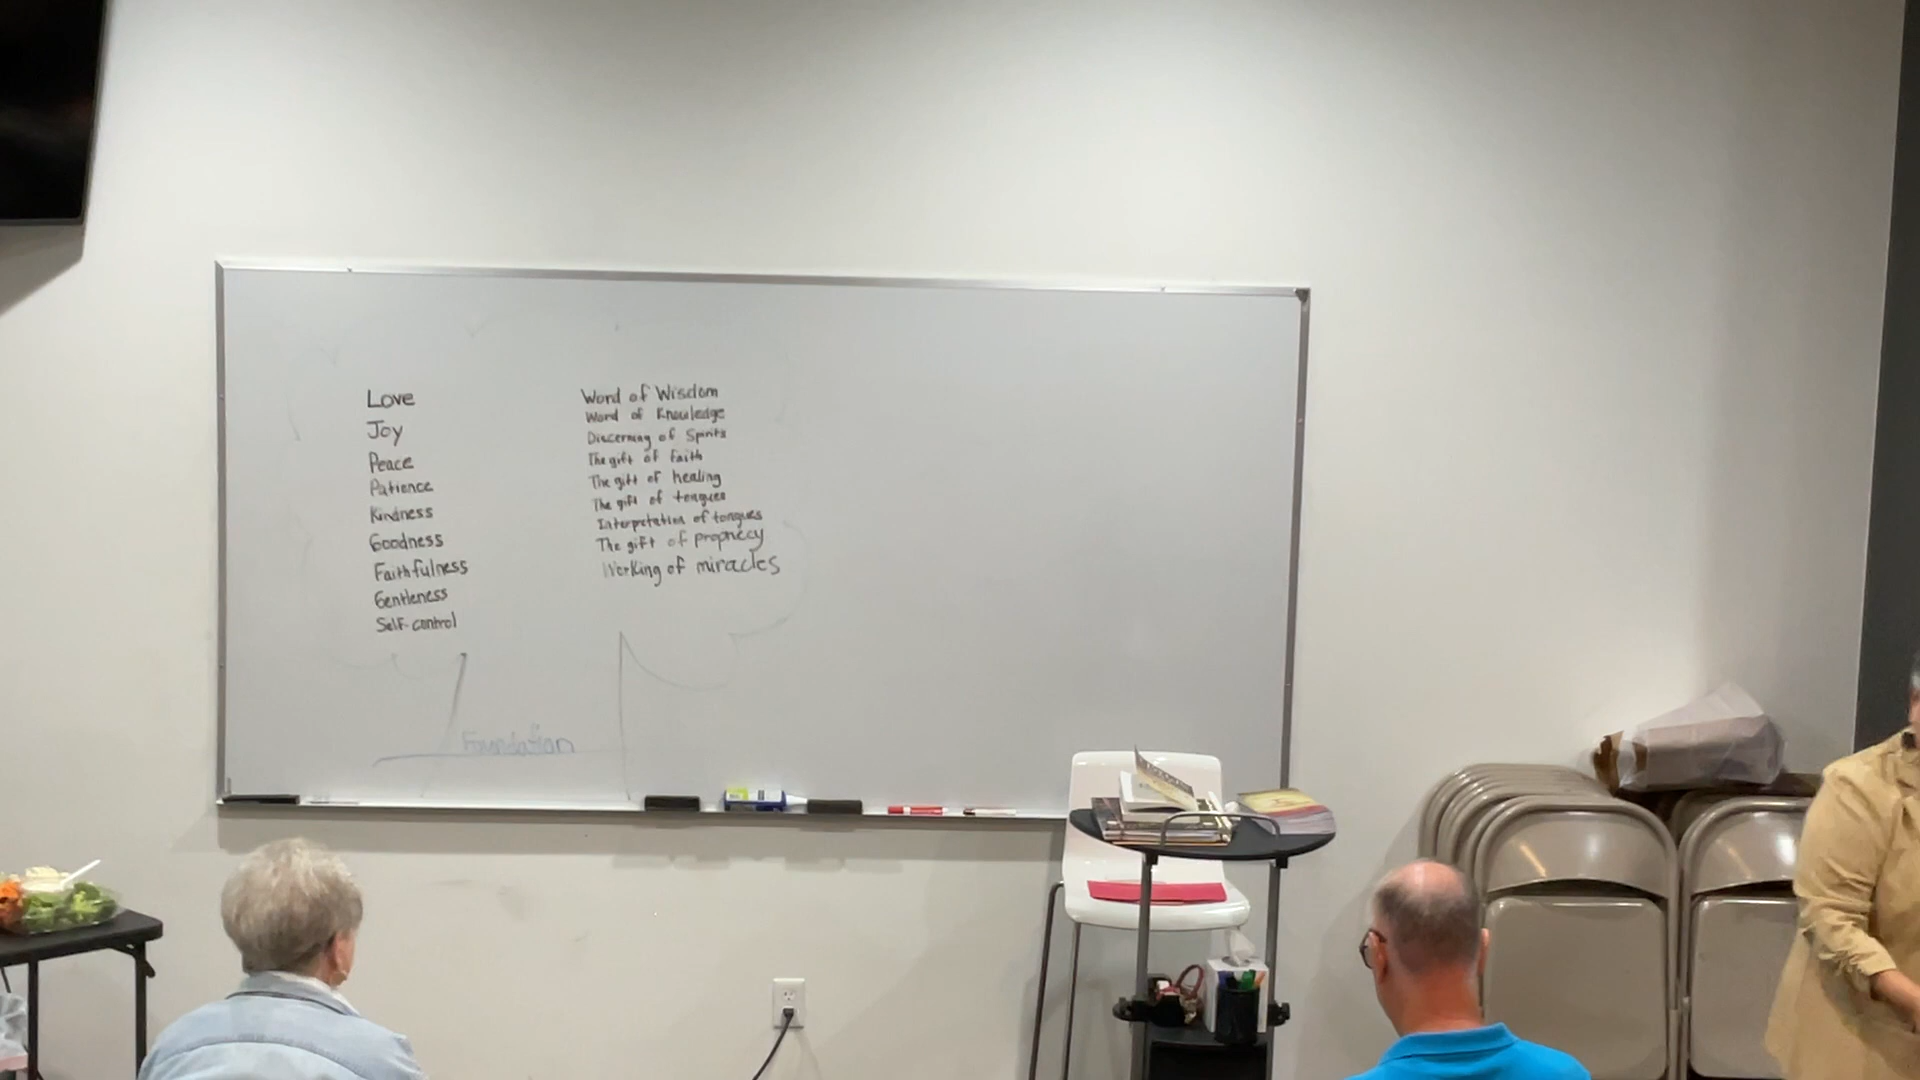 Love
Joy
Peace
Patience
Kindness
Goodness
Faithfulness
Gentleness
Self-control
Word of Wisdom
Word of Knowledge
Discerning of Spirits
The gift of Faith
The gift of healing
The gift of tongues
Interpretation of tongues
The gift of prophecy
Working of miracles
Foundation